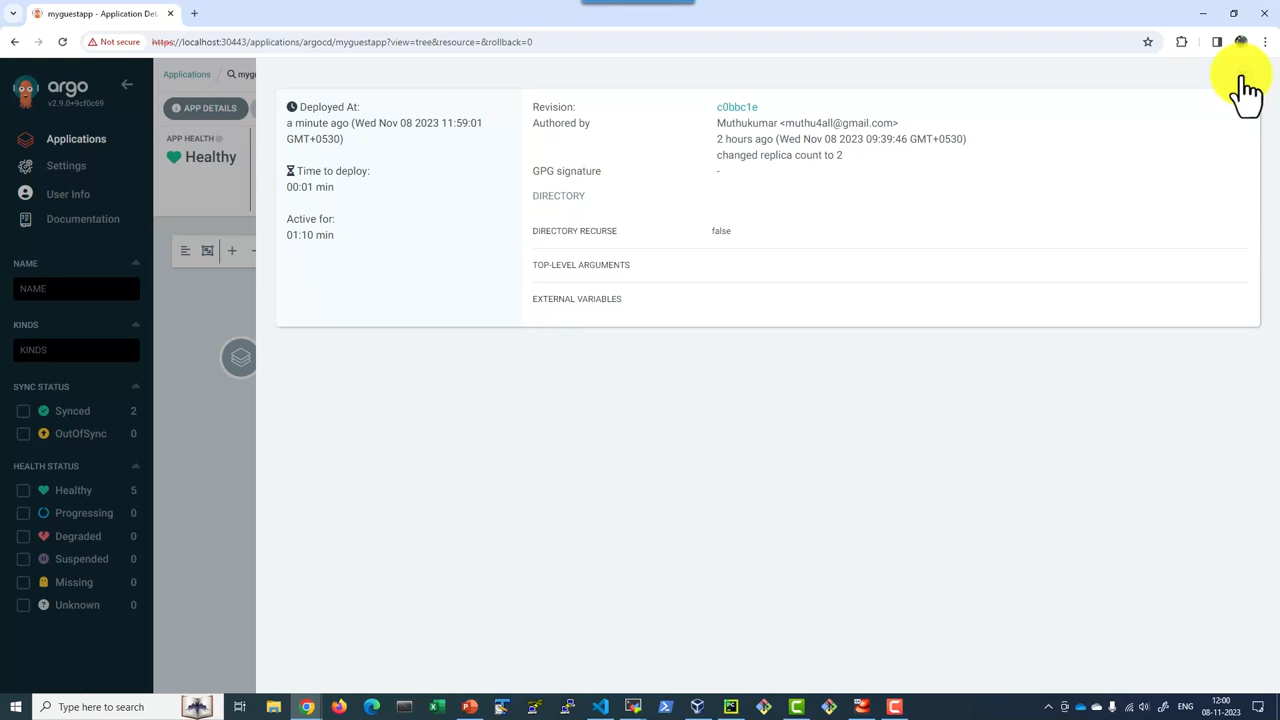 myguestapp - Application Det
Not secure
https://localhost:30443/applications/argocd/myguestapp?view=tree&resource=&rollback=0
argo
v2.9.0+9cf0c69
Applications
Settings
User Info
Documentation
NAME
NAME
KINDS
KINDS
SYNC STATUS
Synced 2
OutOfSync 0
HEALTH STATUS
Healthy 5
Progressing 0
Degraded 0
Suspended 0
Missing 0
Unknown 0
Applications / myg
APP DETAILS
APP HEALTH
Healthy
Deployed At:
a minute ago (Wed Nov 08 2023 11:59:01
GMT+0530)
Time to deploy:
00:01 min
Active for:
01:10 min
Revision: c0bbc1e
Authored by Muthukumar <muthu4all@gmail.com>
2 hours ago (Wed Nov 08 2023 09:39:46 GMT+0530)
changed replica count to 2
GPG signature -
DIRECTORY
DIRECTORY RECURSE false
TOP-LEVEL ARGUMENTS
EXTERNAL VARIABLES
Type here to search
ENG
12:00
08-11-2023